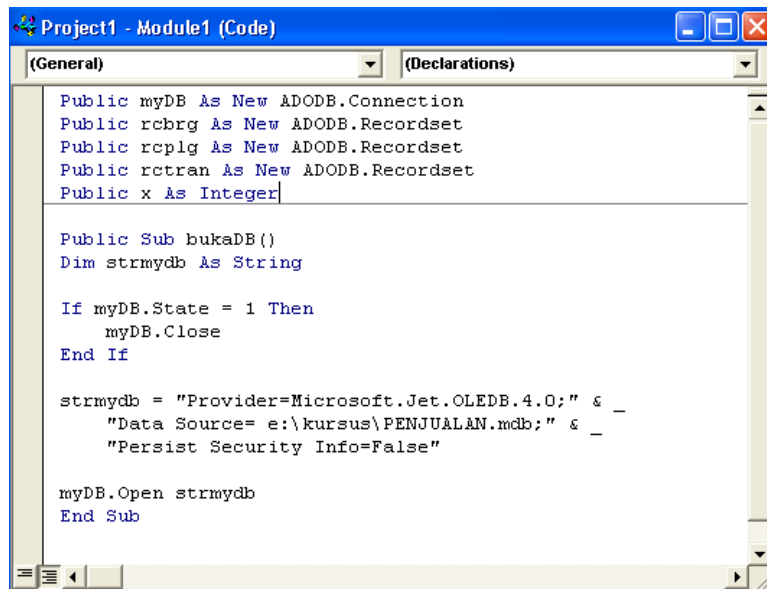 Project1 - Module1 (Code)
(General) (Declarations)
Public myDB As New ADODB.Connection
Public rcbrg As New ADODB.Recordset
Public rcplg As New ADODB.Recordset
Public rctran As New ADODB.Recordset
Public x As Integer
Public Sub bukaDB()
Dim strmydb As String
If myDB.State = 1 Then
    myDB.Close
End If
strmydb = "Provider=Microsoft.Jet.OLEDB.4.0;" & _
    "Data Source= e:\kursus\PENJUALAN.mdb;" & _
    "Persist Security Info=False"
myDB.Open strmydb
End Sub